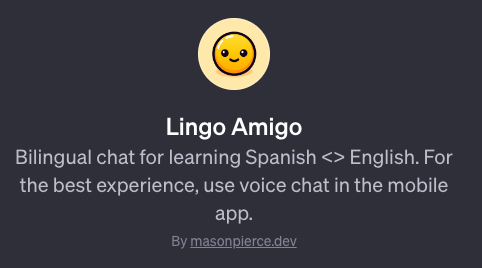 Lingo Amigo
Bilingual chat for learning Spanish <> English. For
the best experience, use voice chat in the mobile
app.
By masonpierce.dev